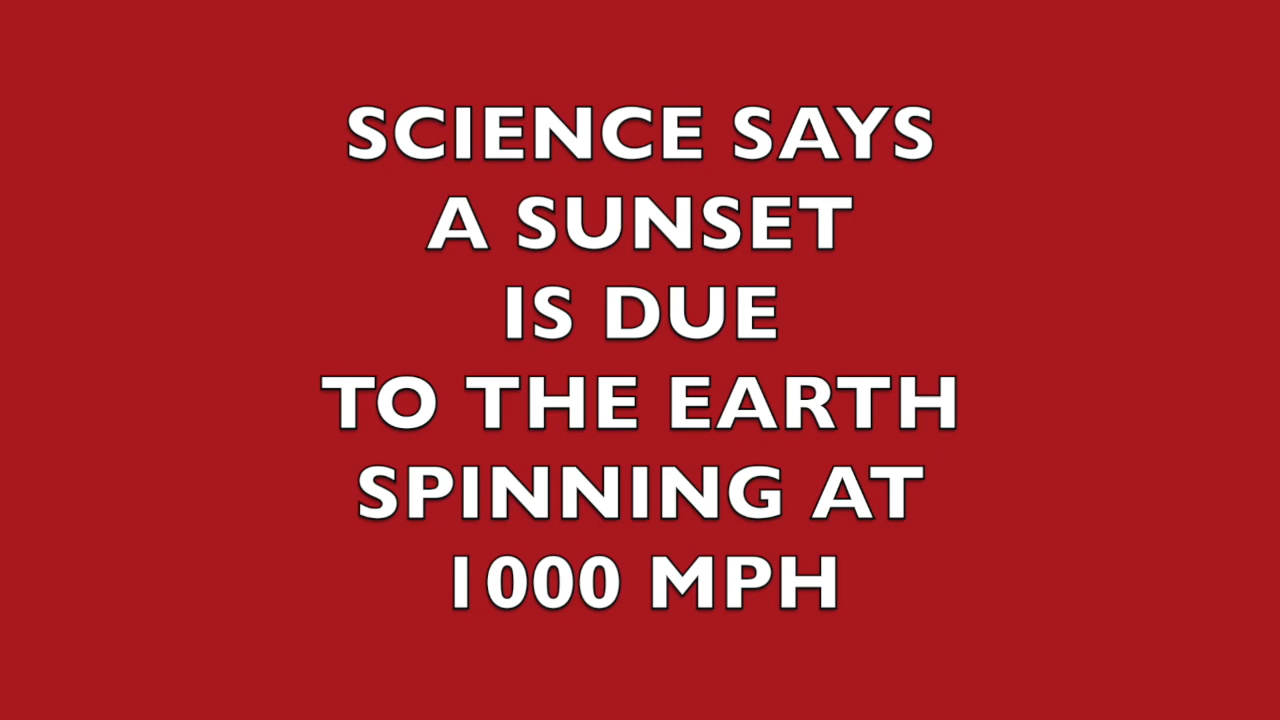 SCIENCE SAYS
A SUNSET
IS DUE
TO THE EARTH
SPINNING AT
1000 MPH